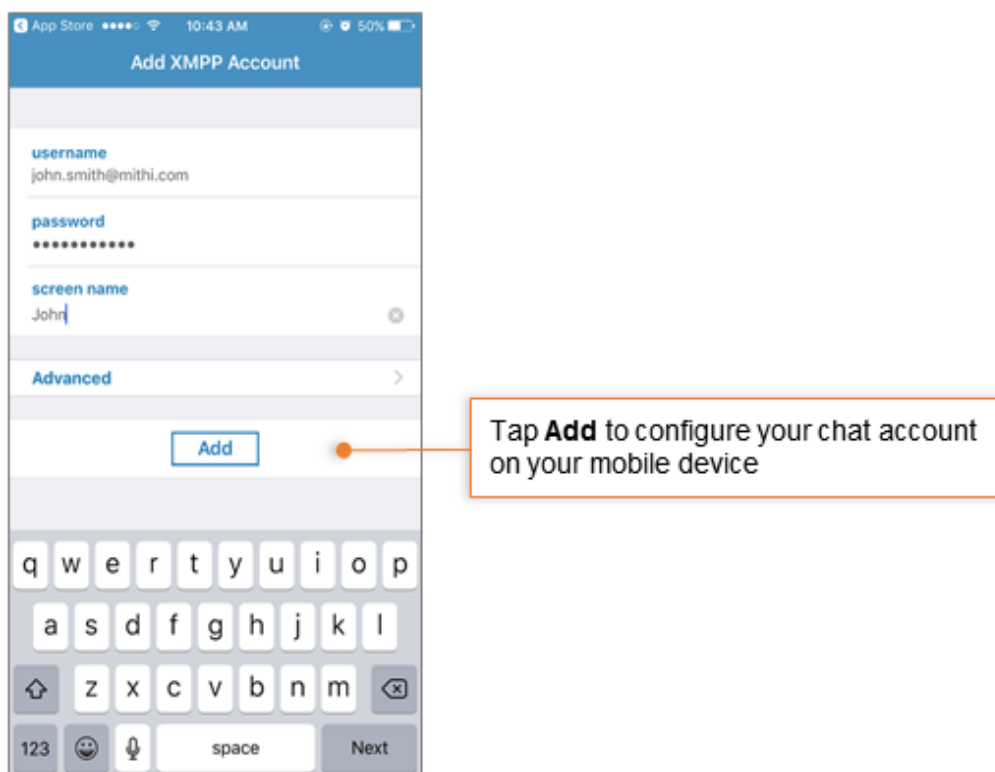 App Store 10:43 AM 50%
Add XMPP Account
username
john.smith@mithi.com
password
•••••••••••
screen name
John
Advanced
Add
Tap Add to configure your chat account
on your mobile device
q w e r t y u i o p
a s d f g h j k l
z x c v b n m
123 space Next